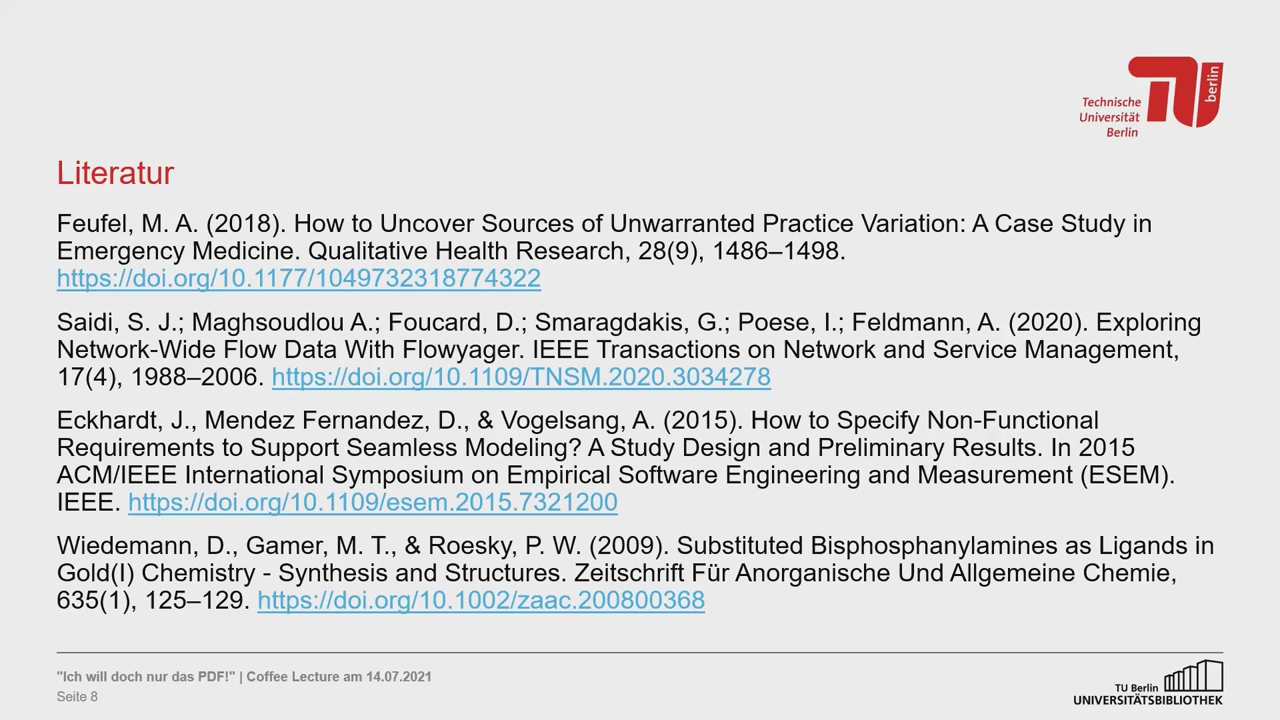 Technische
Universität
Berlin
berlin
Literatur
Feufel, M. A. (2018). How to Uncover Sources of Unwarranted Practice Variation: A Case Study in
Emergency Medicine. Qualitative Health Research, 28(9), 1486–1498.
https://doi.org/10.1177/1049732318774322
Saidi, S. J.; Maghsoudlou A.; Foucard, D.; Smaragdakis, G.; Poese, I.; Feldmann, A. (2020). Exploring
Network-Wide Flow Data With Flowyager. IEEE Transactions on Network and Service Management,
17(4), 1988–2006. https://doi.org/10.1109/TNSM.2020.3034278
Eckhardt, J., Mendez Fernandez, D., & Vogelsang, A. (2015). How to Specify Non-Functional
Requirements to Support Seamless Modeling? A Study Design and Preliminary Results. In 2015
ACM/IEEE International Symposium on Empirical Software Engineering and Measurement (ESEM).
IEEE. https://doi.org/10.1109/esem.2015.7321200
Wiedemann, D., Gamer, M. T., & Roesky, P. W. (2009). Substituted Bisphosphanylamines as Ligands in
Gold(I) Chemistry - Synthesis and Structures. Zeitschrift Für Anorganische Und Allgemeine Chemie,
635(1), 125–129. https://doi.org/10.1002/zaac.200800368
"Ich will doch nur das PDF!" | Coffee Lecture am 14.07.2021
Seite 8
TU Berlin
UNIVERSITÄTSBIBLIOTHEK